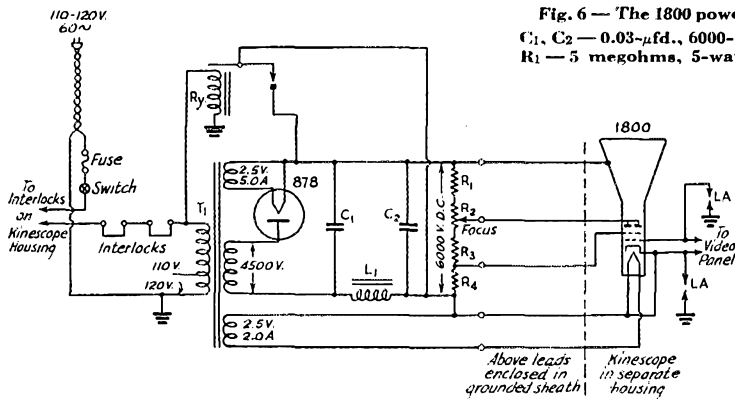 Fig. 6 — The 1800 powe
C₁, C₂ — 0.03-μfd., 6000-
R₁ — 5 megohms, 5-wat
110-120V.
60~
Ry
1800
Fuse
Switch
To
Interlocks
on
Kinescope
Housing
Interlocks
T₁
110V.
120V.
2.5V.
5.0A
878
4500V.
C₁
C₂
L₁
6000 V. D.C.
R₁
R₂
Focus
R₃
R₄
LA
To
Video
Panel
LA
2.5V.
2.0A
Above leads
enclosed in
grounded sheath
Kinescope
in separate
housing